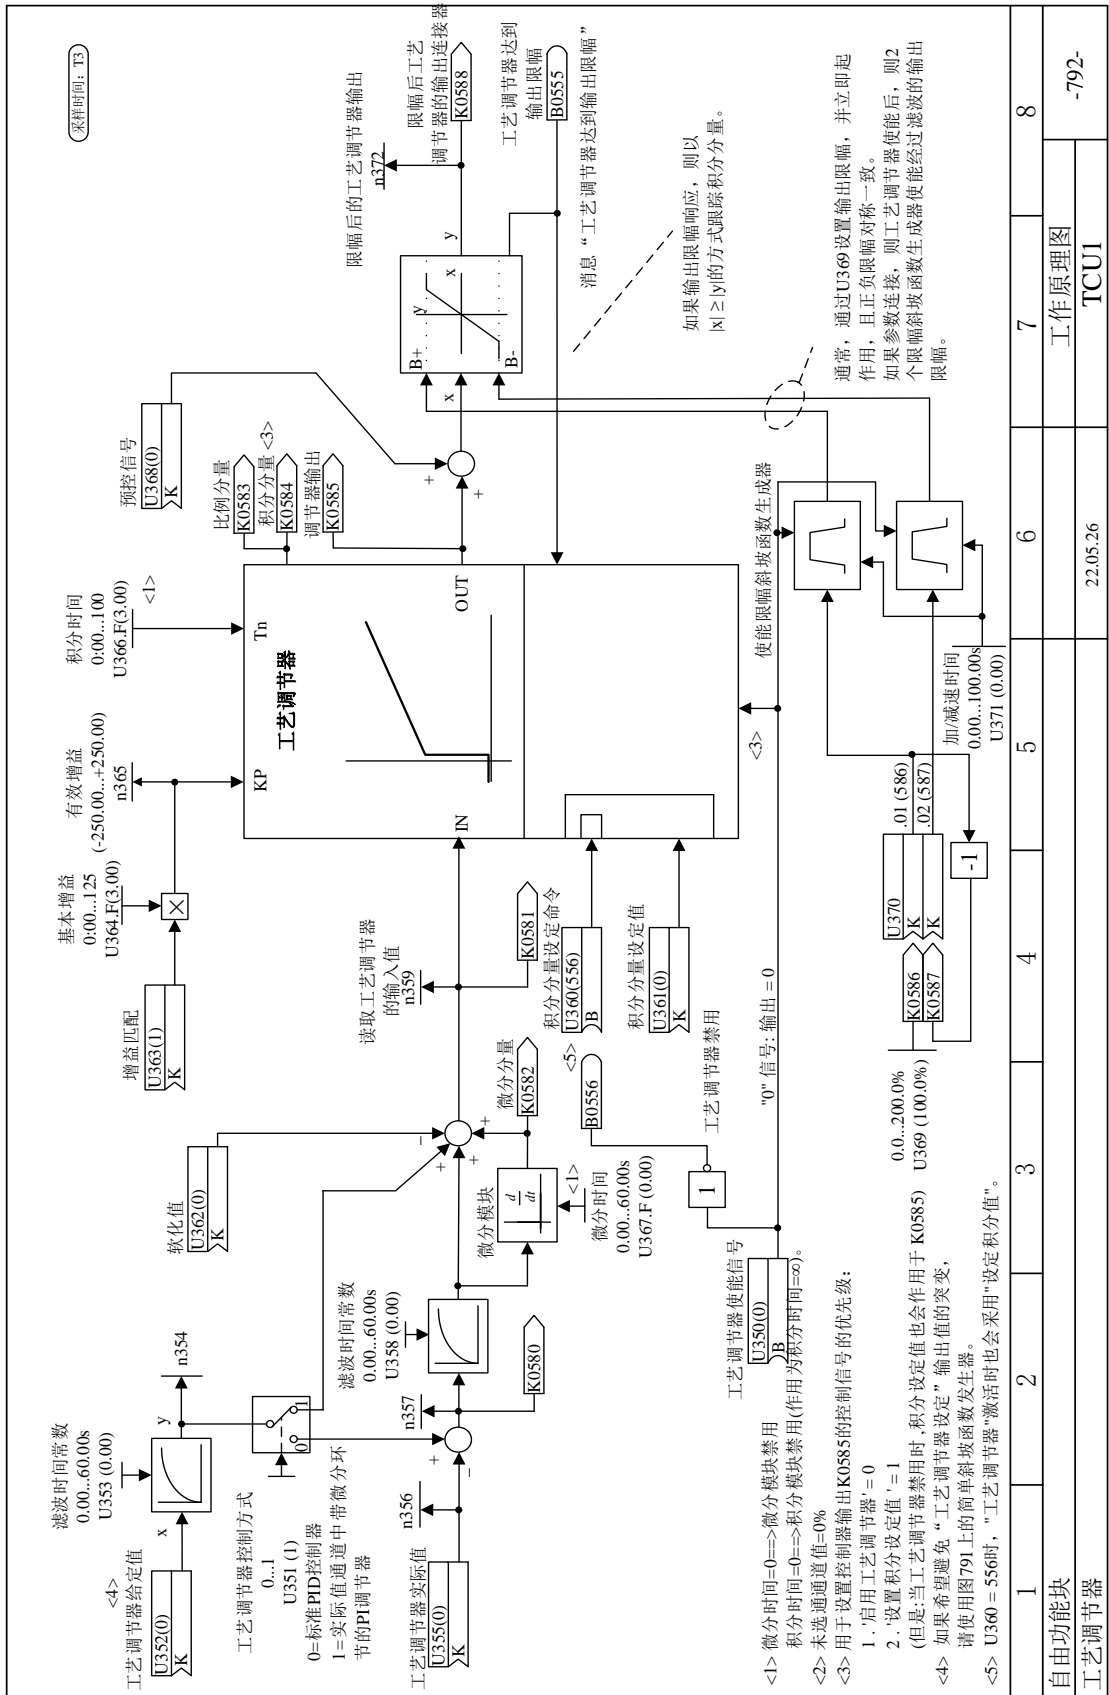 采样时间: T3
滤波时间常数
0.00...60.00s
U353 (0.00)
<4>
工艺调节器给定值
U352(0)
K
x
y
n354
工艺调节器控制方式
0...1
U351 (1)
0=标准PID控制器
1=实际值通道中带微分环
节的PI调节器
0
1
工艺调节器实际值
U355(0)
K
n356
n357
K0580
+
−
滤波时间常数
0.00...60.00s
U358 (0.00)
软化值
U362(0)
K
微分模块
d
dt
<1>
微分时间
0.00...60.00s
U367.F (0.00)
−
+
+
+
微分分量
K0582
增益匹配
U363(1)
K
基本增益
0:00...125
U364.F(3.00)
×
有效增益
(-250.00...+250.00)
n365
积分时间
0:00...100
U366.F(3.00)
<1>
读取工艺调节器
的输入值
n359
K0581
工艺调节器
KP
Tn
IN
OUT
积分分量设定命令
U360(556)
B
积分分量设定值
U361(0)
K
<3>
比例分量
K0583
积分分量 <3>
K0584
调节器输出
K0585
预控信号
U368(0)
K
+
+
B+
B-
x
y
x
y
限幅后的工艺调节器输出
n372
限幅后工艺
调节器的输出连接器
K0588
工艺调节器达到
输出限幅
B0555
消息“工艺调节器达到输出限幅”
如果输出限幅响应，则以
|x| ≥ |y|的方式跟踪积分分量。
通常，通过U369设置输出限幅，并立即起
作用，且正负限幅对称一致。
如果参数连接，则工艺调节器使能后，则2
个限幅斜坡函数生成器使能经过滤波的输出
限幅。
工艺调节器使能信号
U350(0)
B
1
<5>
B0556
工艺调节器禁用
"0" 信号: 输出 = 0
使能限幅斜坡函数生成器
0.0...200.0%
U369 (100.0%)
K0586
K0587
U370
K
K
.01 (586)
.02 (587)
-1
加/减速时间
0.00...100.00s
U371 (0.00)
<1> 微分时间=0==>微分模块禁用
积分时间=0==>积分模块禁用(作用为积分时间=∞)。
<2> 未选通通道值=0%
<3> 用于设置控制器输出K0585的控制信号的优先级：
1 .'启用工艺调节器' = 0
2 .'设置积分设定值 ' = 1
(但是:当工艺调节器禁用时,积分设定值也会作用于 K0585)
<4> 如果希望避免“工艺调节器设定”输出值的突变,
请使用图791上的简单斜坡函数发生器。
<5> U360 = 556时，"工艺调节器"激活时也会采用"设定积分值"。
1
2
3
4
5
6
7
8
自由功能块
工艺调节器
22.05.26
工作原理图
TCU1
-792-